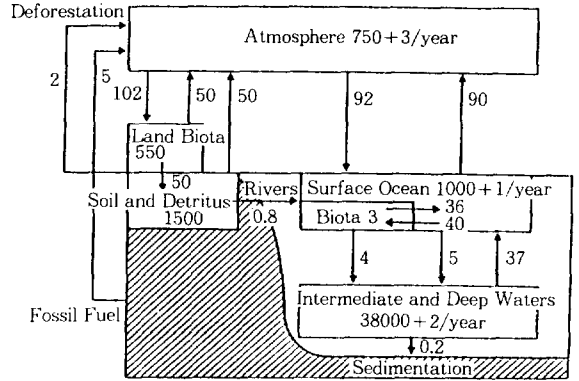 Deforestation
Atmosphere 750+3/year
2
5
102
50
50
92
90
Land Biota
550
50
Soil and Detritus
1500
Rivers
0.8
Surface Ocean 1000+1/year
36
Biota 3
40
4
5
37
Fossil Fuel
Intermediate and Deep Waters
38000+2/year
0.2
Sedimentation